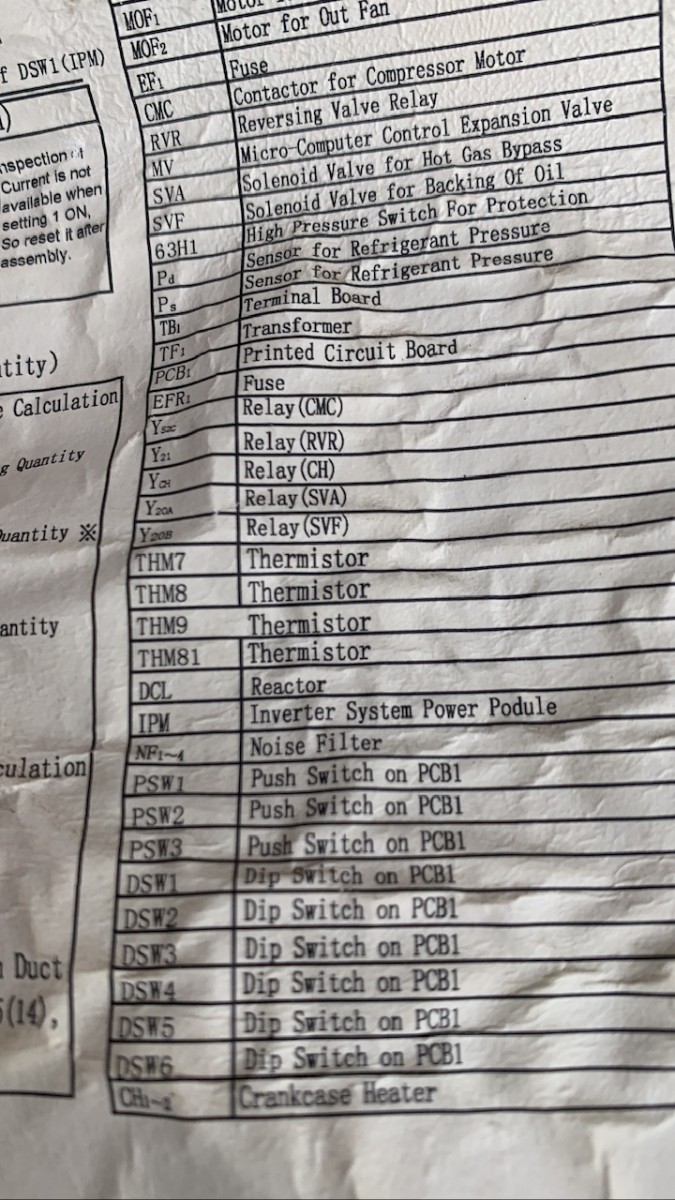 MOF1
MOF2 Motor for Out Fan
EF1 Fuse
CMC Contactor for Compressor Motor
RVR Reversing Valve Relay
MV Micro-Computer Control Expansion Valve
SVA Solenoid Valve for Hot Gas Bypass
SVF Solenoid Valve for Backing Of Oil
63H1 High Pressure Switch For Protection
Pd Sensor for Refrigerant Pressure
Ps Sensor for Refrigerant Pressure
TB1 Terminal Board
TF1 Transformer
PCB1 Printed Circuit Board
EFR1 Fuse
Y52C Relay(CMC)
Y21 Relay(RVR)
YCH Relay(CH)
Y20A Relay(SVA)
Y20B Relay(SVF)
THM7 Thermistor
THM8 Thermistor
THM9 Thermistor
THM81 Thermistor
DCL Reactor
IPM Inverter System Power Podule
NF1~4 Noise Filter
PSW1 Push Switch on PCB1
PSW2 Push Switch on PCB1
PSW3 Push Switch on PCB1
DSW1 Dip Switch on PCB1
DSW2 Dip Switch on PCB1
DSW3 Dip Switch on PCB1
DSW4 Dip Switch on PCB1
DSW5 Dip Switch on PCB1
DSW6 Dip Switch on PCB1
CH1~2 Crankcase Heater
f DSW1(IPM)
nspection of
Current is not
available when
setting 1 ON,
So reset it after
assembly.
tity)
e Calculation
g Quantity
Quantity ※
antity
culation
n Duct
5(14),